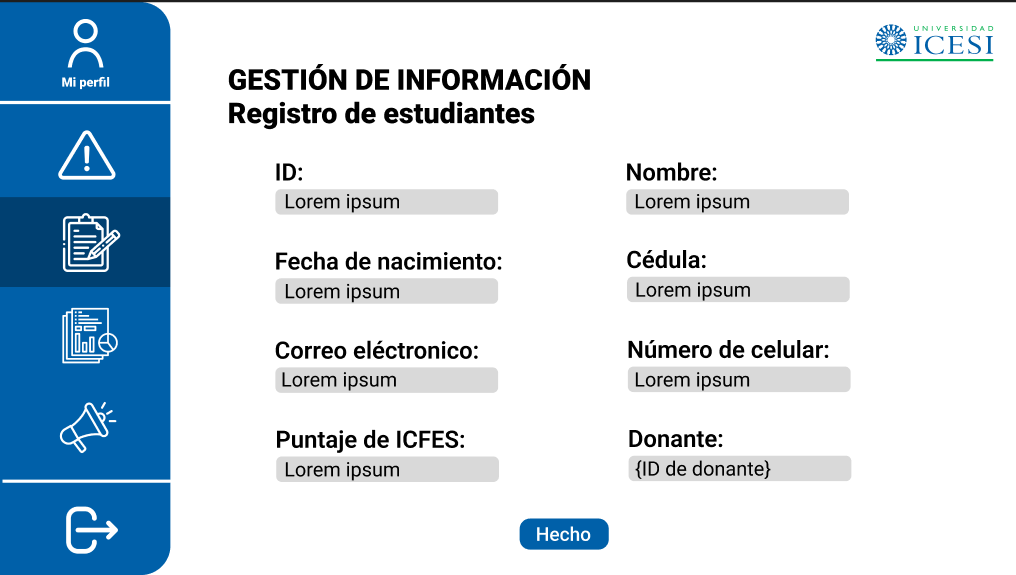 Mi perfil
UNIVERSIDAD
ICESI
GESTIÓN DE INFORMACIÓN
Registro de estudiantes
ID:
Lorem ipsum
Nombre:
Lorem ipsum
Fecha de nacimiento:
Lorem ipsum
Cédula:
Lorem ipsum
Correo eléctronico:
Lorem ipsum
Número de celular:
Lorem ipsum
Puntaje de ICFES:
Lorem ipsum
Donante:
{ID de donante}
Hecho